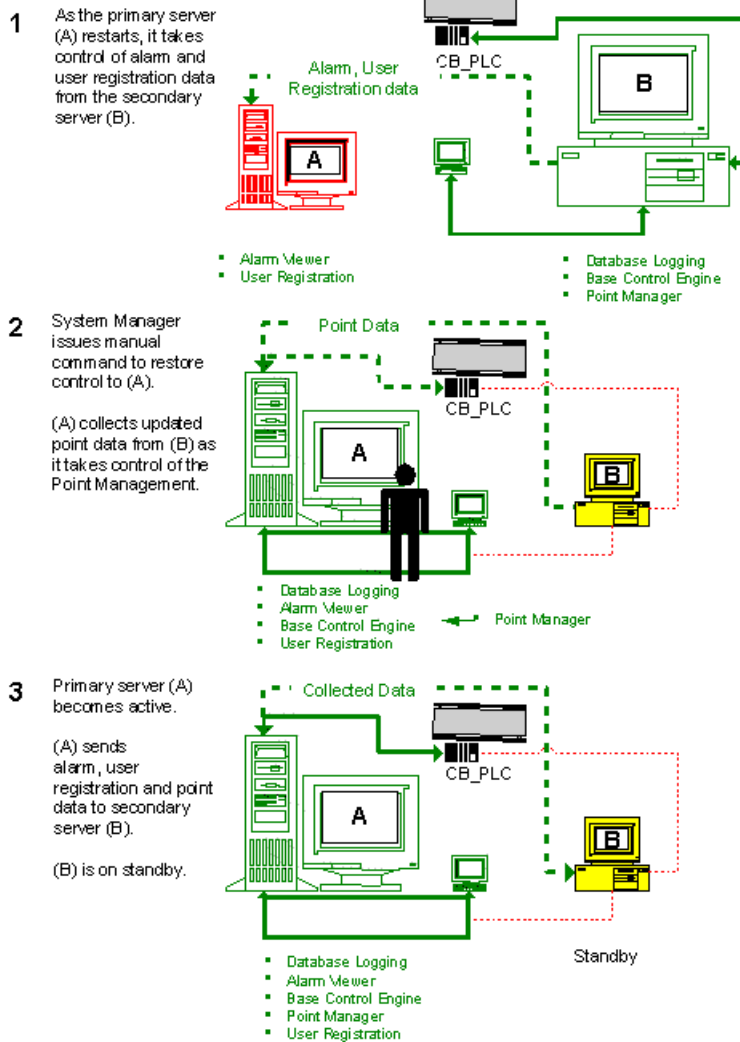 1
As the primary server
(A) restarts, it takes
control of alarm and
user registration data
from the secondary
server (B).
Alarm, User
Registration data
CB_PLC
A
B
Alarm Viewer
User Registration
Database Logging
Base Control Engine
Point Manager
2
System Manager
issues manual
command to restore
control to (A).
(A) collects updated
point data from (B) as
it takes control of the
Point Management.
Point Data
CB_PLC
A
B
Database Logging
Alarm Viewer
Base Control Engine
User Registration
Point Manager
3
Primary server (A)
becomes active.
(A) sends
alarm, user
registration and point
data to secondary
server (B).
(B) is on standby.
Collected Data
CB_PLC
A
B
Standby
Database Logging
Alarm Viewer
Base Control Engine
Point Manager
User Registration